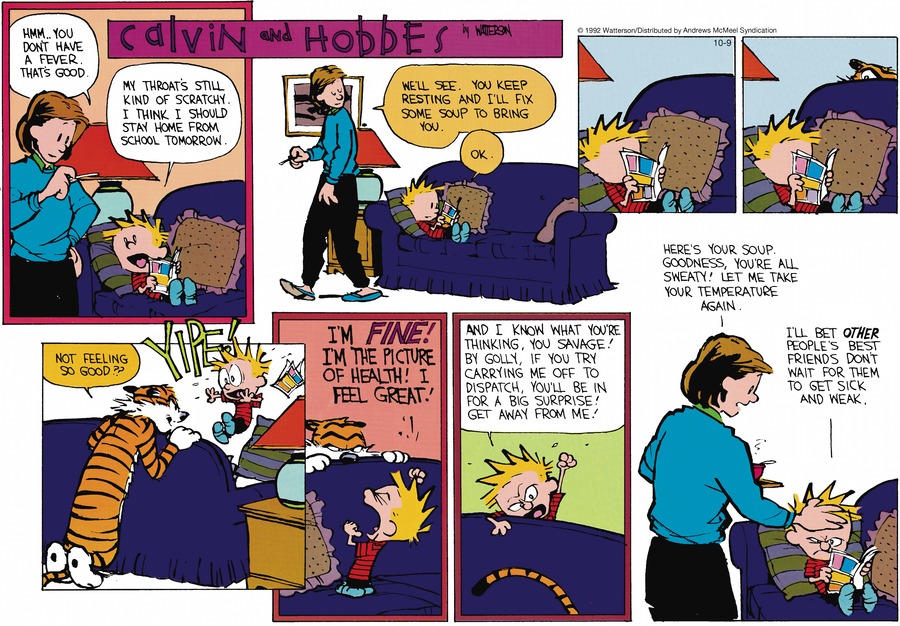 calvin and HObbEs by WATTERSON
© 1992 Watterson/Distributed by Andrews McMeel Syndication
10-9
HMM.. YOU
DON'T HAVE
A FEVER.
THAT'S GOOD.
MY THROAT'S STILL
KIND OF SCRATCHY.
I THINK I SHOULD
STAY HOME FROM
SCHOOL TOMORROW.
WE'LL SEE. YOU KEEP
RESTING AND I'LL FIX
SOME SOUP TO BRING
YOU.
OK.
NOT FEELING
SO GOOD??
YIPE!
I'M FINE!
I'M THE PICTURE
OF HEALTH! I
FEEL GREAT!
..!
AND I KNOW WHAT YOU'RE
THINKING, YOU SAVAGE!
BY GOLLY, IF YOU TRY
CARRYING ME OFF TO
DISPATCH, YOU'LL BE IN
FOR A BIG SURPRISE!
GET AWAY FROM ME!
HERE'S YOUR SOUP.
GOODNESS, YOU'RE ALL
SWEATY! LET ME TAKE
YOUR TEMPERATURE
AGAIN.
I'LL BET OTHER
PEOPLE'S BEST
FRIENDS DON'T
WAIT FOR THEM
TO GET SICK
AND WEAK.